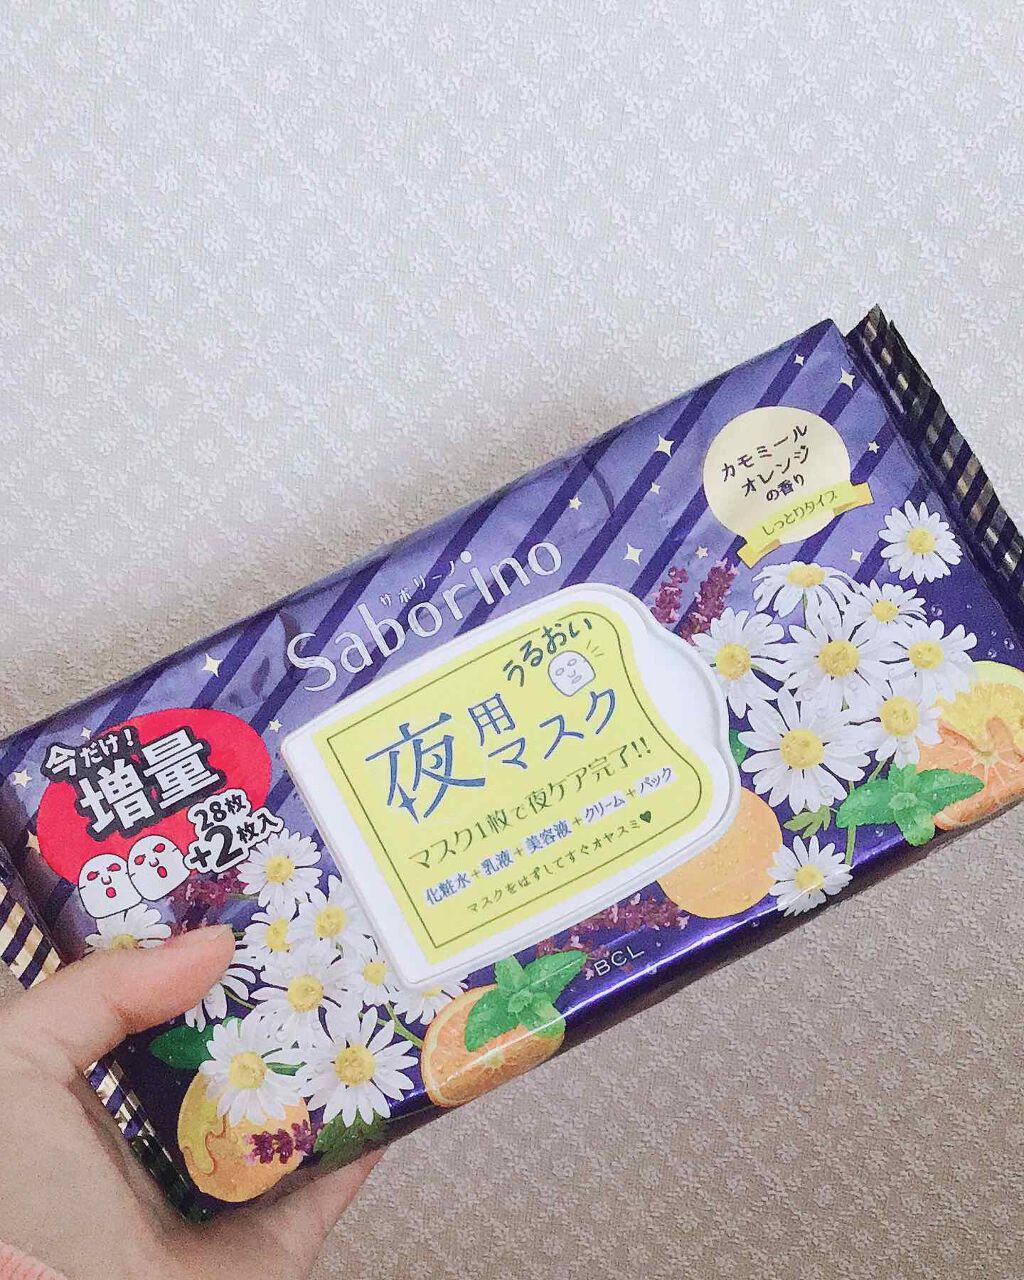 カモミール
オレンジ
の香り
しっとりタイプ
サボリーノ
Saborino
うるおい
夜用
マスク
マスク1枚で夜ケア完了!!
化粧水+乳液+美容液+クリーム+パック
マスクをはずしてすぐオヤスミ♥
今だけ!
増量
28枚
+2枚入
BCL